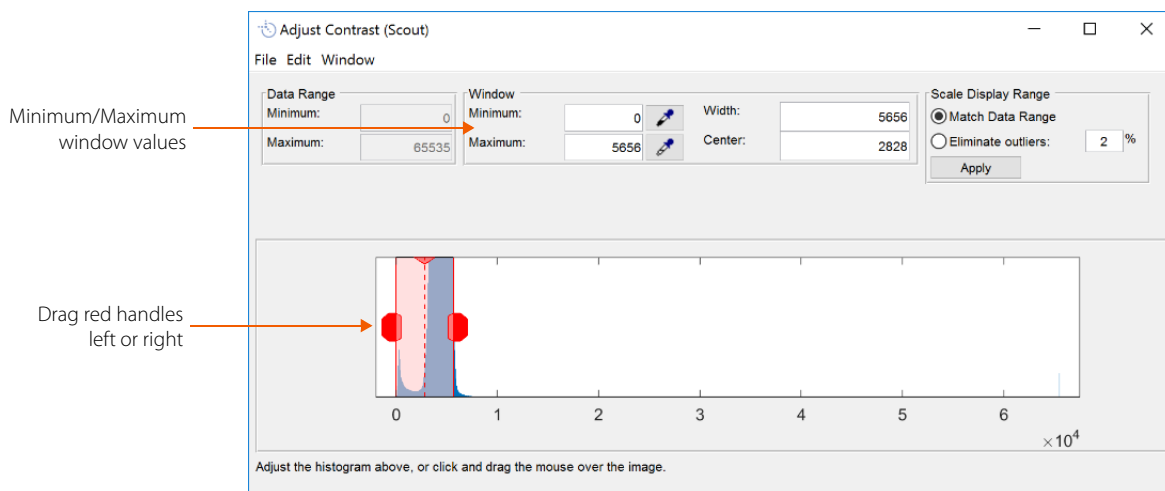 Adjust Contrast (Scout)
File Edit Window
Data Range
Minimum: 0
Maximum: 65535
Window
Minimum: 0
Maximum: 5656
Width: 5656
Center: 2828
Scale Display Range
Match Data Range
Eliminate outliers: 2 %
Apply
Minimum/Maximum
window values
Drag red handles
left or right
0 1 2 3 4 5 6
×10⁴
Adjust the histogram above, or click and drag the mouse over the image.